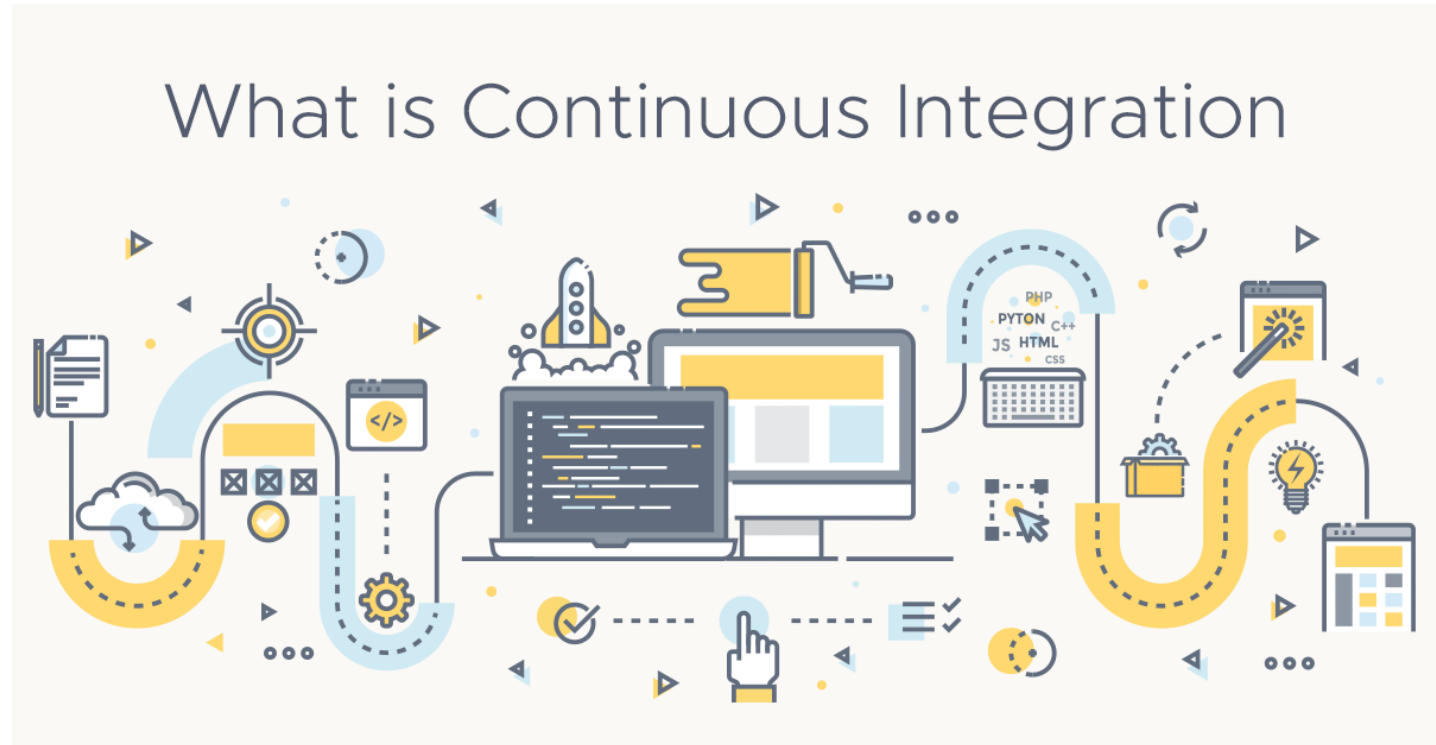 What is Continuous Integration
PHP
PYTON C++
JS HTML
CSS
</>